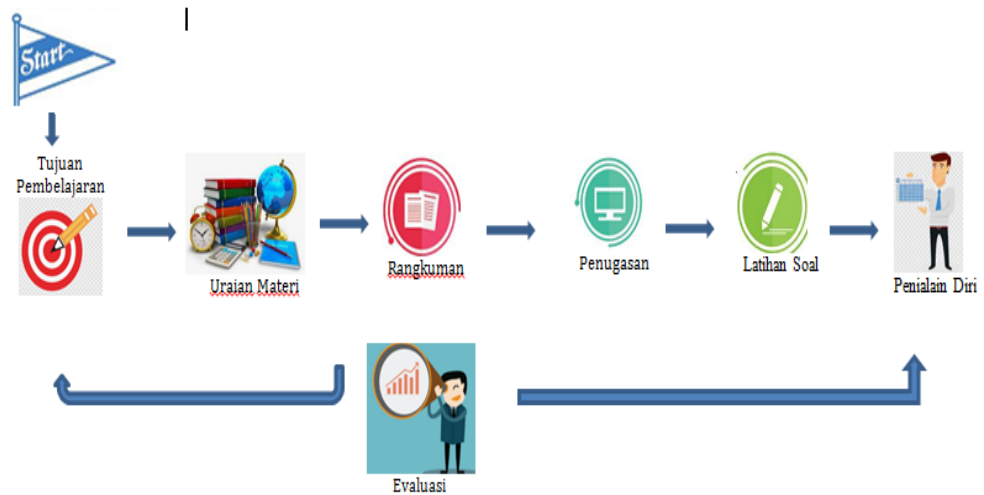 Start
Tujuan
Pembelajaran
Uraian Materi
Rangkuman
Penugasan
Latihan Soal
Penialain Diri
Evaluasi